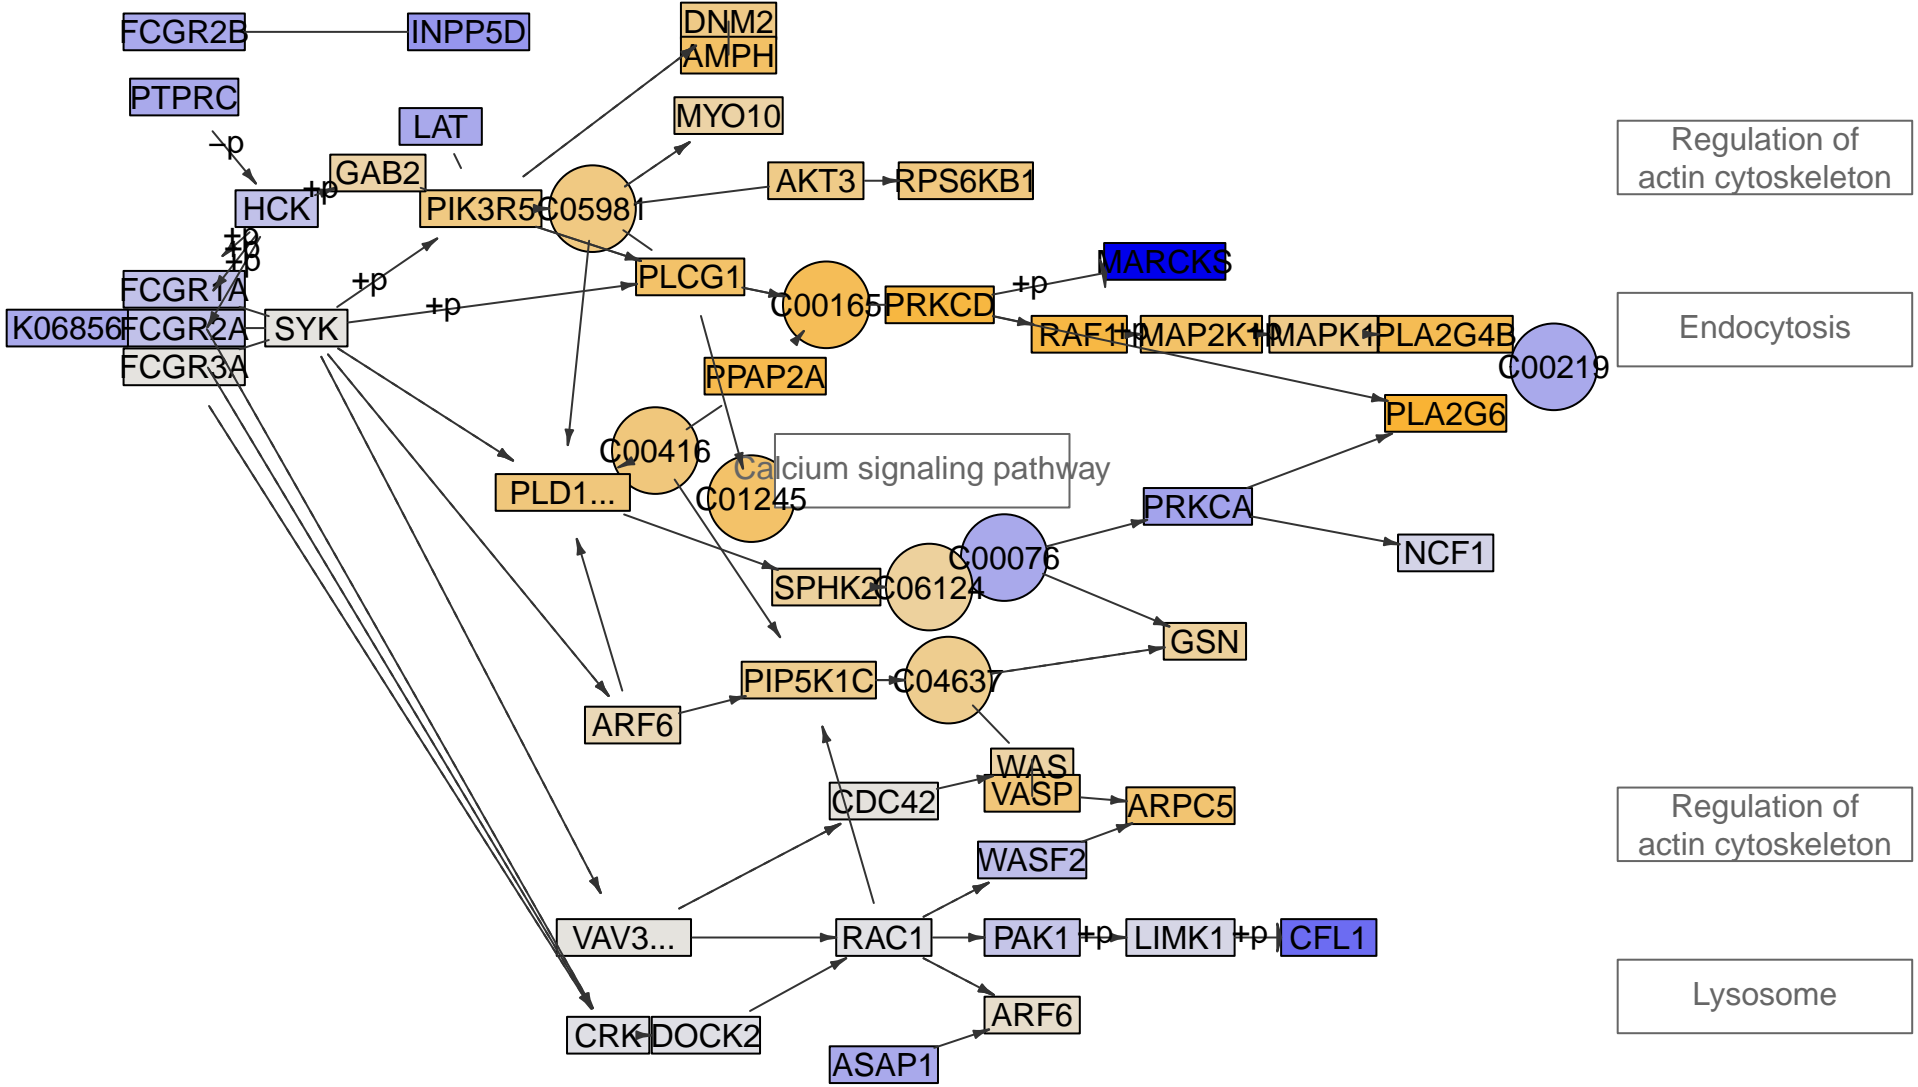 FCGR2B
INPP5D
DNM2
AMPH
PTPRC
LAT
MYO10
−p
GAB2
+p
HCK
PIK3R5
C05981
AKT3
RPS6KB1
Regulation of
actin cytoskeleton
+p
+p
+p
+p
+p
PLCG1
MARCKS
+p
FCGR1A
K06856
FCGR2A
FCGR3A
SYK
C00165
PRKCD
RAF1
+p
MAP2K1
+p
MAPK1
PLA2G4B
C00219
Endocytosis
PPAP2A
PLA2G6
C00416
Calcium signaling pathway
PLD1...
C01245
PRKCA
NCF1
C00076
SPHK2
C06124
GSN
PIP5K1C
C04637
ARF6
WAS
VASP
CDC42
ARPC5
Regulation of
actin cytoskeleton
WASF2
VAV3...
RAC1
PAK1
+p
LIMK1
+p
CFL1
Lysosome
ARF6
CRK
DOCK2
ASAP1